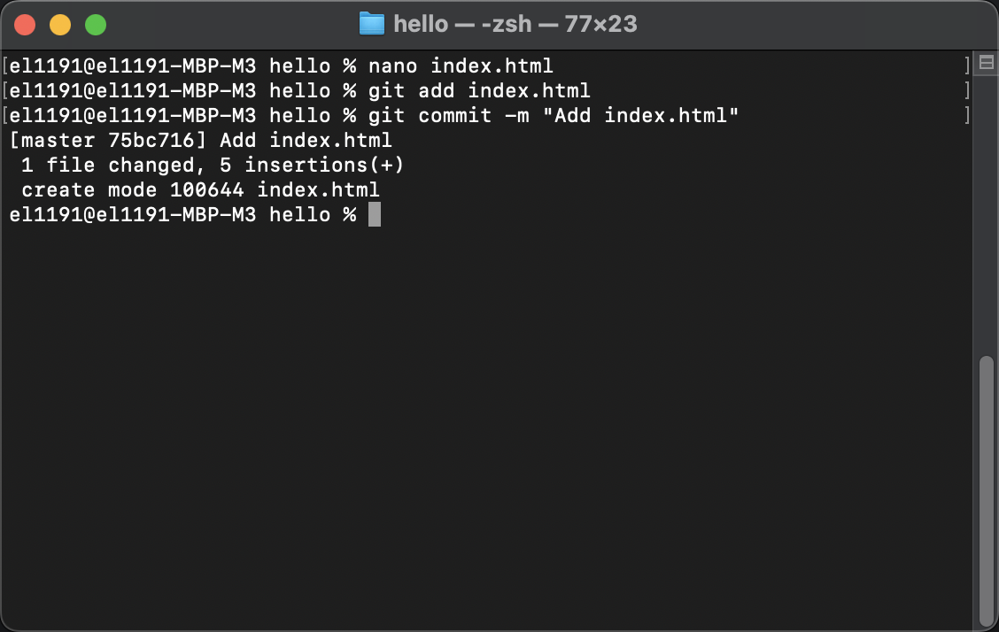 hello — -zsh — 77×23
[el1191@el1191-MBP-M3 hello % nano index.html ]
[el1191@el1191-MBP-M3 hello % git add index.html ]
[el1191@el1191-MBP-M3 hello % git commit -m "Add index.html" ]
[master 75bc716] Add index.html
 1 file changed, 5 insertions(+)
 create mode 100644 index.html
el1191@el1191-MBP-M3 hello %